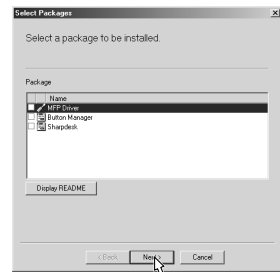 Select Packages
Select a package to be installed.
Package
Name
MFP Driver
Button Manager
Sharpdesk
Display README
< Back
Next >
Cancel